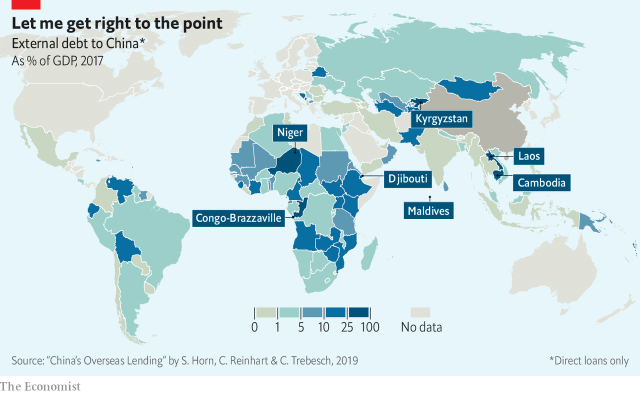 Let me get right to the point
External debt to China*
As % of GDP, 2017
Kyrgyzstan
Niger
Laos
Djibouti
Cambodia
Maldives
Congo-Brazzaville
0 1 5 10 25 100 No data
Source: "China's Overseas Lending" by S. Horn, C. Reinhart & C. Trebesch, 2019 *Direct loans only
The Economist